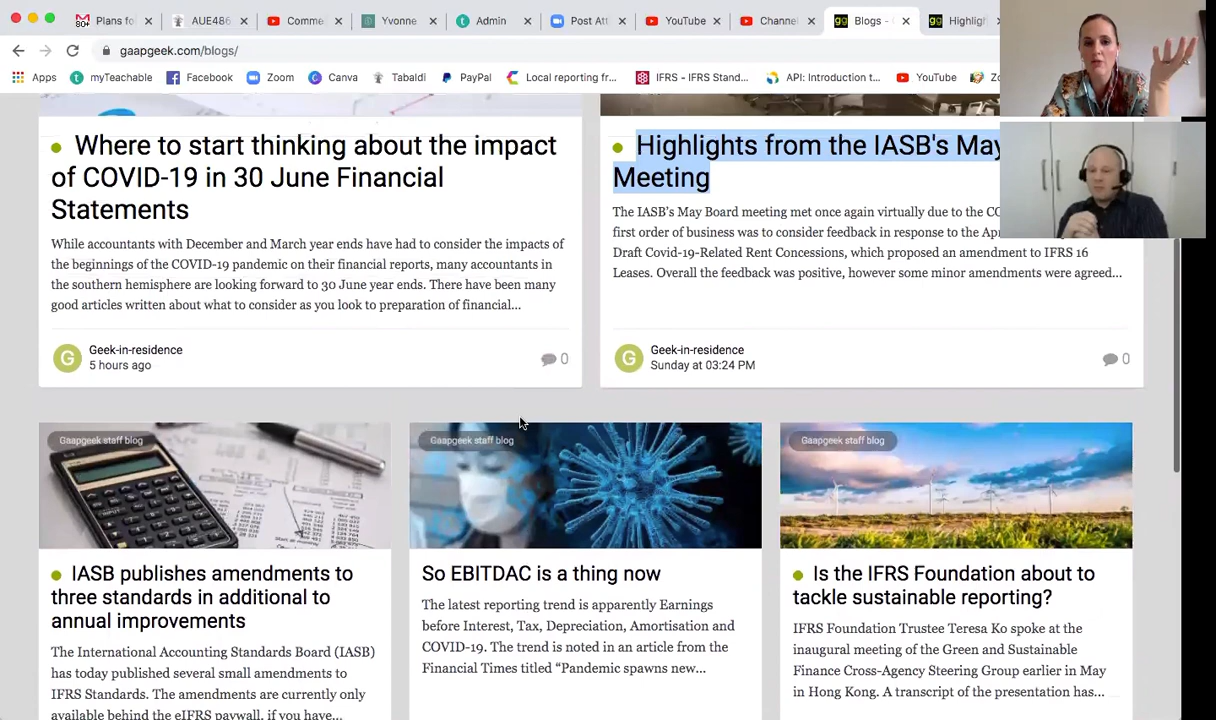 80+
Plans fo
AUE486
Comme
Yvonne
Admin
Post Att
YouTube
Channel
gg
Blogs -
gg
Highligh
gaapgeek.com/blogs/
Apps
myTeachable
Facebook
Zoom
Canva
Tabaldi
PayPal
Local reporting fr...
IFRS - IFRS Stand...
API: Introduction t...
YouTube
Zo
Where to start thinking about the impact
of COVID-19 in 30 June Financial
Statements
While accountants with December and March year ends have had to consider the impacts of
the beginnings of the COVID-19 pandemic on their financial reports, many accountants in
the southern hemisphere are looking forward to 30 June year ends. There have been many
good articles written about what to consider as you look to preparation of financial...
G
Geek-in-residence
5 hours ago
0
Highlights from the IASB's May
Meeting
The IASB's May Board meeting met once again virtually due to the CO
first order of business was to consider feedback in response to the Apr
Draft Covid-19-Related Rent Concessions, which proposed an amendment to IFRS 16
Leases. Overall the feedback was positive, however some minor amendments were agreed...
G
Geek-in-residence
Sunday at 03:24 PM
0
Gaapgeek staff blog
IASB publishes amendments to
three standards in additional to
annual improvements
The International Accounting Standards Board (IASB)
has today published several small amendments to
IFRS Standards. The amendments are currently only
available behind the eIFRS paywall, if you have...
Gaapgeek staff blog
So EBITDAC is a thing now
The latest reporting trend is apparently Earnings
before Interest, Tax, Depreciation, Amortisation and
COVID-19. The trend is noted in an article from the
Financial Times titled “Pandemic spawns new...
Gaapgeek staff blog
Is the IFRS Foundation about to
tackle sustainable reporting?
IFRS Foundation Trustee Teresa Ko spoke at the
inaugural meeting of the Green and Sustainable
Finance Cross-Agency Steering Group earlier in May
in Hong Kong. A transcript of the presentation has...